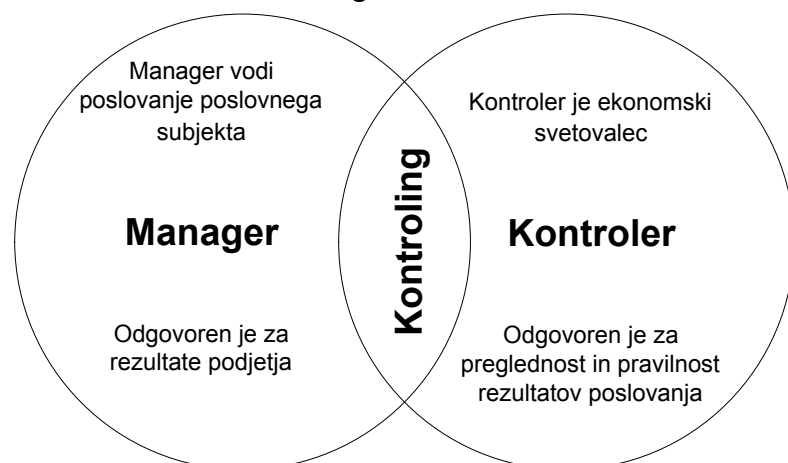 Manager vodi
poslovanje poslovnega
subjekta
Manager
Odgovoren je za
rezultate podjetja
Kontroling
Kontroler je ekonomski
svetovalec
Kontroler
Odgovoren je za
preglednost in pravilnost
rezultatov poslovanja